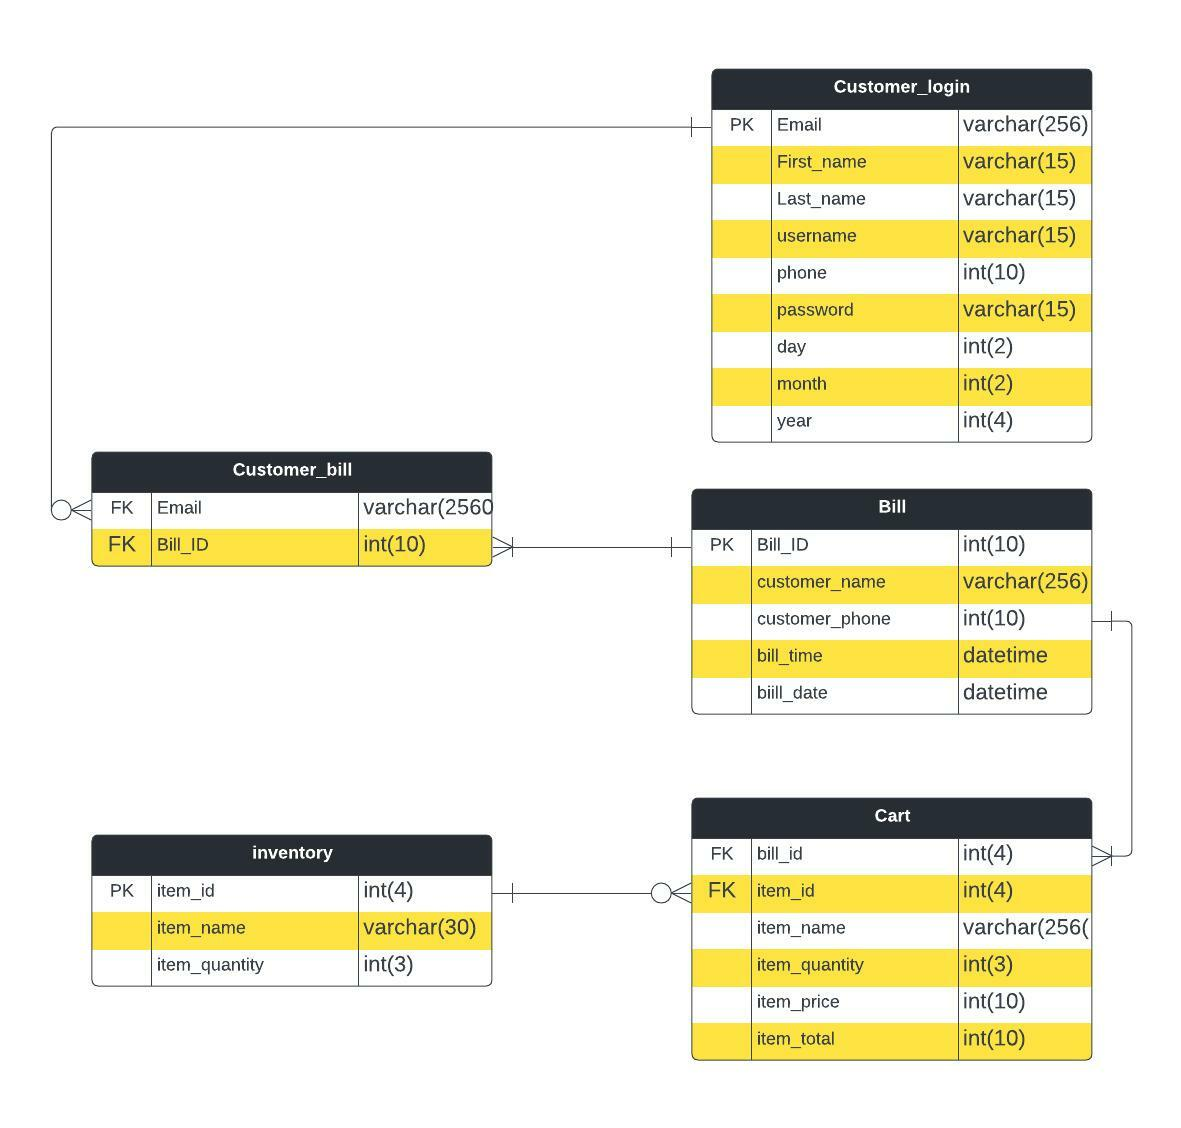 Customer_login
PK Email varchar(256)
First_name varchar(15)
Last_name varchar(15)
username varchar(15)
phone int(10)
password varchar(15)
day int(2)
month int(2)
year int(4)
Customer_bill
FK Email varchar(2560
FK Bill_ID int(10)
Bill
PK Bill_ID int(10)
customer_name varchar(256)
customer_phone int(10)
bill_time datetime
biill_date datetime
inventory
PK item_id int(4)
item_name varchar(30)
item_quantity int(3)
Cart
FK bill_id int(4)
FK item_id int(4)
item_name varchar(256(
item_quantity int(3)
item_price int(10)
item_total int(10)